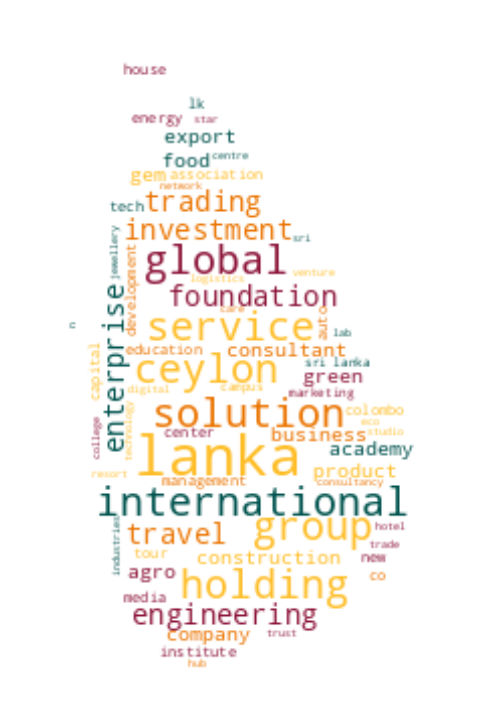 house
lk
energy star
export
food centre
gem association
network
tech trading
investment sri
jewellery
development
global
logistics venture
foundation
care
auto
service
lab
c
enterprise
education consultant
capital
ceylon
sri lanka
green
digital campus
marketing
solution
colombo
technology
eco
college
center business studio
lanka
academy
product
resort
management consultancy
international
group
industries
travel hotel
trade
tour construction new
agro holding co
media
engineering
company trust
institute
hub